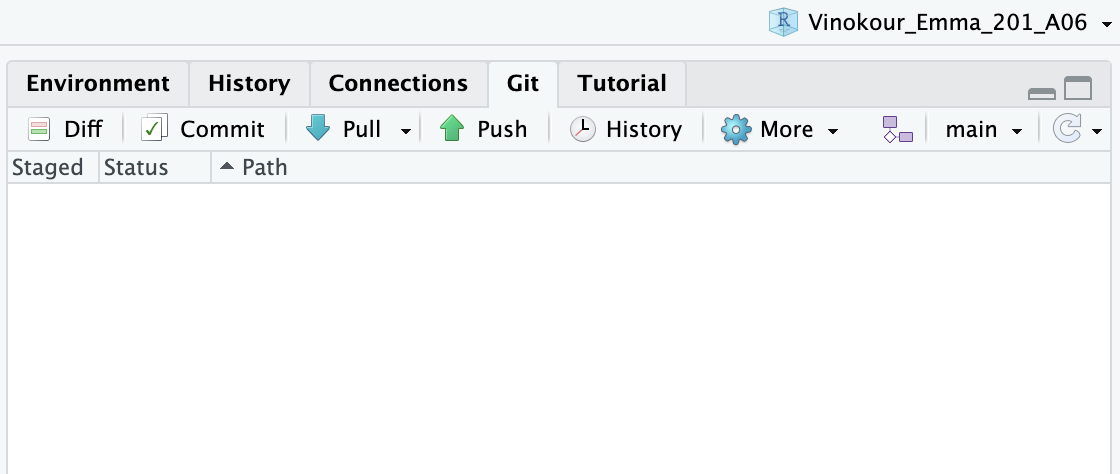 Vinokour_Emma_201_A06
Environment History Connections Git Tutorial
Diff Commit Pull Push History More main
Staged Status Path